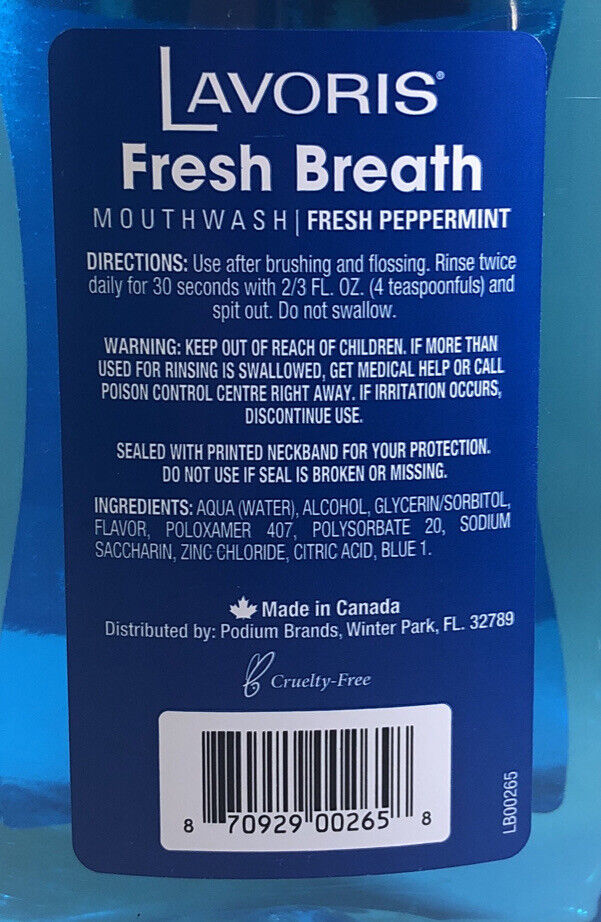 LAVORIS®
Fresh Breath
MOUTHWASH | FRESH PEPPERMINT
DIRECTIONS: Use after brushing and flossing. Rinse twice
daily for 30 seconds with 2/3 FL. OZ. (4 teaspoonfuls) and
spit out. Do not swallow.
WARNING: KEEP OUT OF REACH OF CHILDREN. IF MORE THAN
USED FOR RINSING IS SWALLOWED, GET MEDICAL HELP OR CALL
POISON CONTROL CENTRE RIGHT AWAY. IF IRRITATION OCCURS,
DISCONTINUE USE.
SEALED WITH PRINTED NECKBAND FOR YOUR PROTECTION.
DO NOT USE IF SEAL IS BROKEN OR MISSING.
INGREDIENTS: AQUA (WATER), ALCOHOL, GLYCERIN/SORBITOL,
FLAVOR, POLOXAMER 407, POLYSORBATE 20, SODIUM
SACCHARIN, ZINC CHLORIDE, CITRIC ACID, BLUE 1.
Made in Canada
Distributed by: Podium Brands, Winter Park, FL. 32789
Cruelty-Free
8 70929 00265 8
LB00265